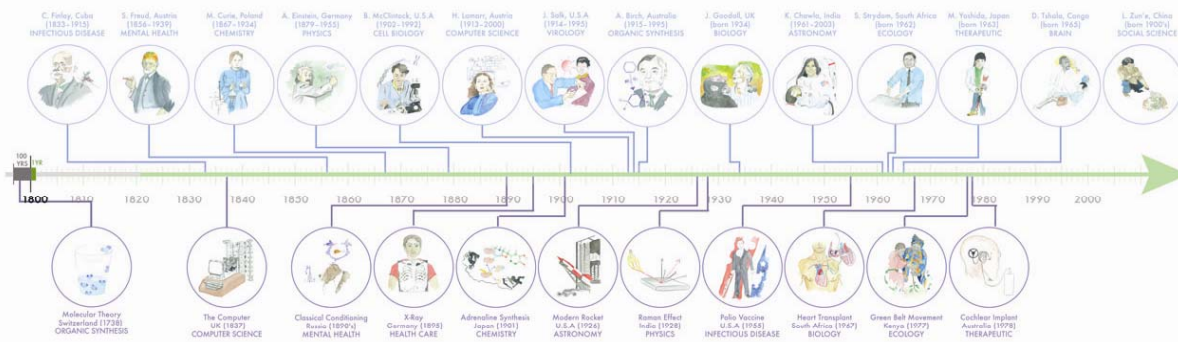 C. Finlay, Cuba
(1833-1915)
INFECTIOUS DISEASE
S. Freud, Austria
(1856-1939)
MENTAL HEALTH
M. Curie, Poland
(1867-1934)
CHEMISTRY
A. Einstein, Germany
(1879-1955)
PHYSICS
B. McClintock, U.S.A
(1902-1992)
CELL BIOLOGY
H. Lamarr, Austria
(1913-2000)
COMPUTER SCIENCE
J. Salk, U.S.A
(1914-1995)
VIROLOGY
A. Birch, Australia
(1915-1995)
ORGANIC SYNTHESIS
J. Goodall, UK
(born 1934)
BIOLOGY
K. Chawla, India
(1961-2003)
ASTRONOMY
S. Strydom, South Africa
(born 1962)
ECOLOGY
M. Yoshida, Japan
(born 1963)
THERAPEUTIC
D. Tshala, Congo
(born 1965)
BRAIN
L. Zun'e, China
(born 1900's)
SOCIAL SCIENCE
100
YRS
1YR
1800
1810
1820
1830
1840
1850
1860
1870
1880
1890
1900
1910
1920
1930
1940
1950
1960
1970
1980
1990
2000
Molecular Theory
Switzerland (1738)
ORGANIC SYNTHESIS
The Computer
UK (1837)
COMPUTER SCIENCE
Classical Conditioning
Russia (1890's)
MENTAL HEALTH
X-Ray
Germany (1895)
HEALTH CARE
Adrenaline Synthesis
Japan (1901)
CHEMISTRY
Modern Rocket
U.S.A (1926)
ASTRONOMY
Raman Effect
India (1928)
PHYSICS
Polio Vaccine
U.S.A (1955)
INFECTIOUS DISEASE
Heart Transplant
South Africa (1967)
BIOLOGY
Green Belt Movement
Kenya (1977)
ECOLOGY
Cochlear Implant
Australia (1978)
THERAPEUTIC